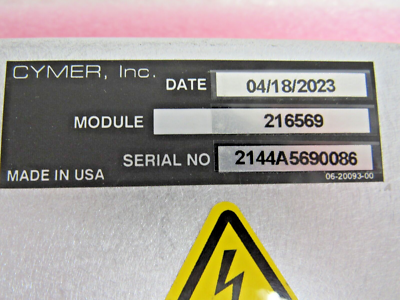 CYMER, Inc.
DATE 04/18/2023
MODULE 216569
SERIAL NO 2144A5690086
MADE IN USA 06-20093-00